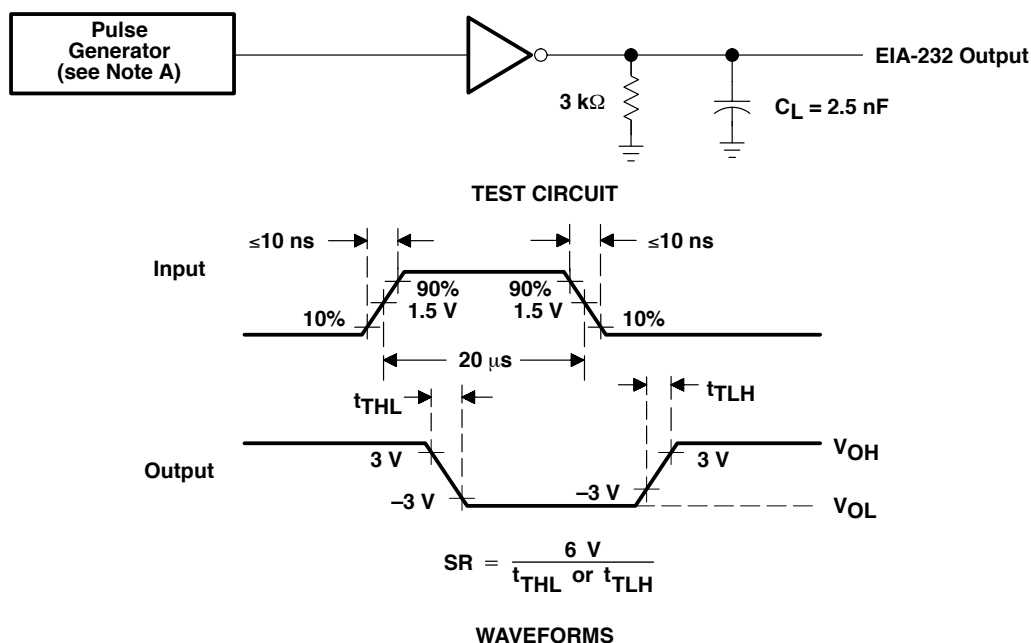 Pulse
Generator
(see Note A)
EIA-232 Output
3 kΩ
CL = 2.5 nF
TEST CIRCUIT
≤10 ns
≤10 ns
Input
90%
90%
1.5 V
1.5 V
10%
10%
20 μs
tTHL
tTLH
Output
3 V
3 V
VOH
–3 V
–3 V
VOL
SR = 6 V / tTHL or tTLH
WAVEFORMS